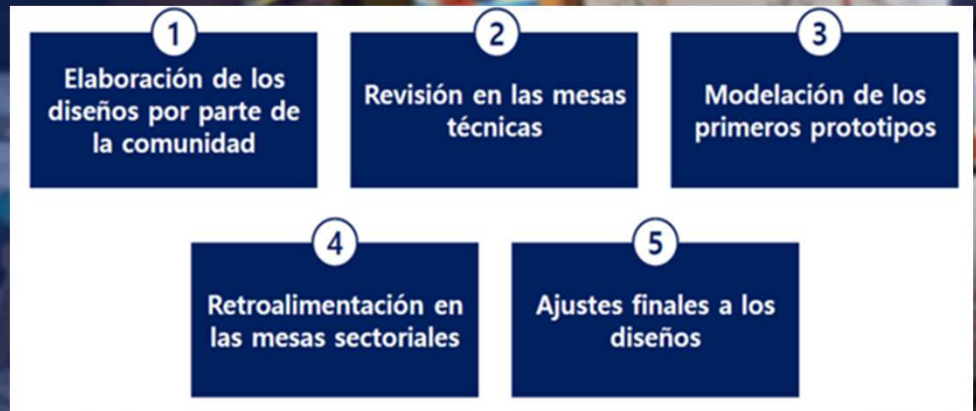 1
Elaboración de los
diseños por parte de
la comunidad
2
Revisión en las mesas
técnicas
3
Modelación de los
primeros prototipos
4
Retroalimentación en
las mesas sectoriales
5
Ajustes finales a los
diseños